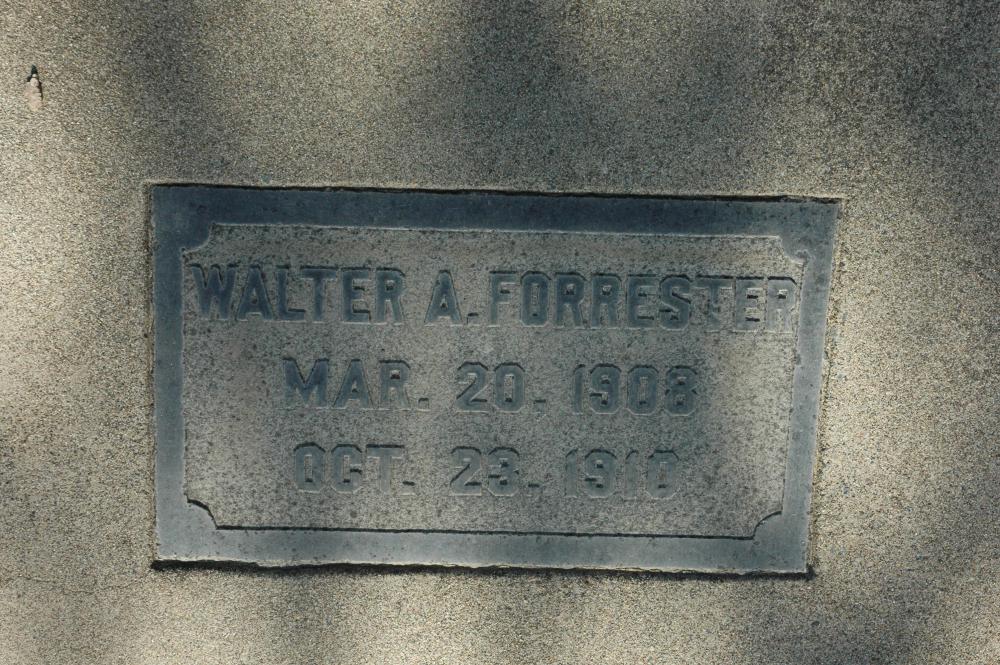 WALTER A. FORRESTER
MAR. 20. 1908
OCT. 23. 1910